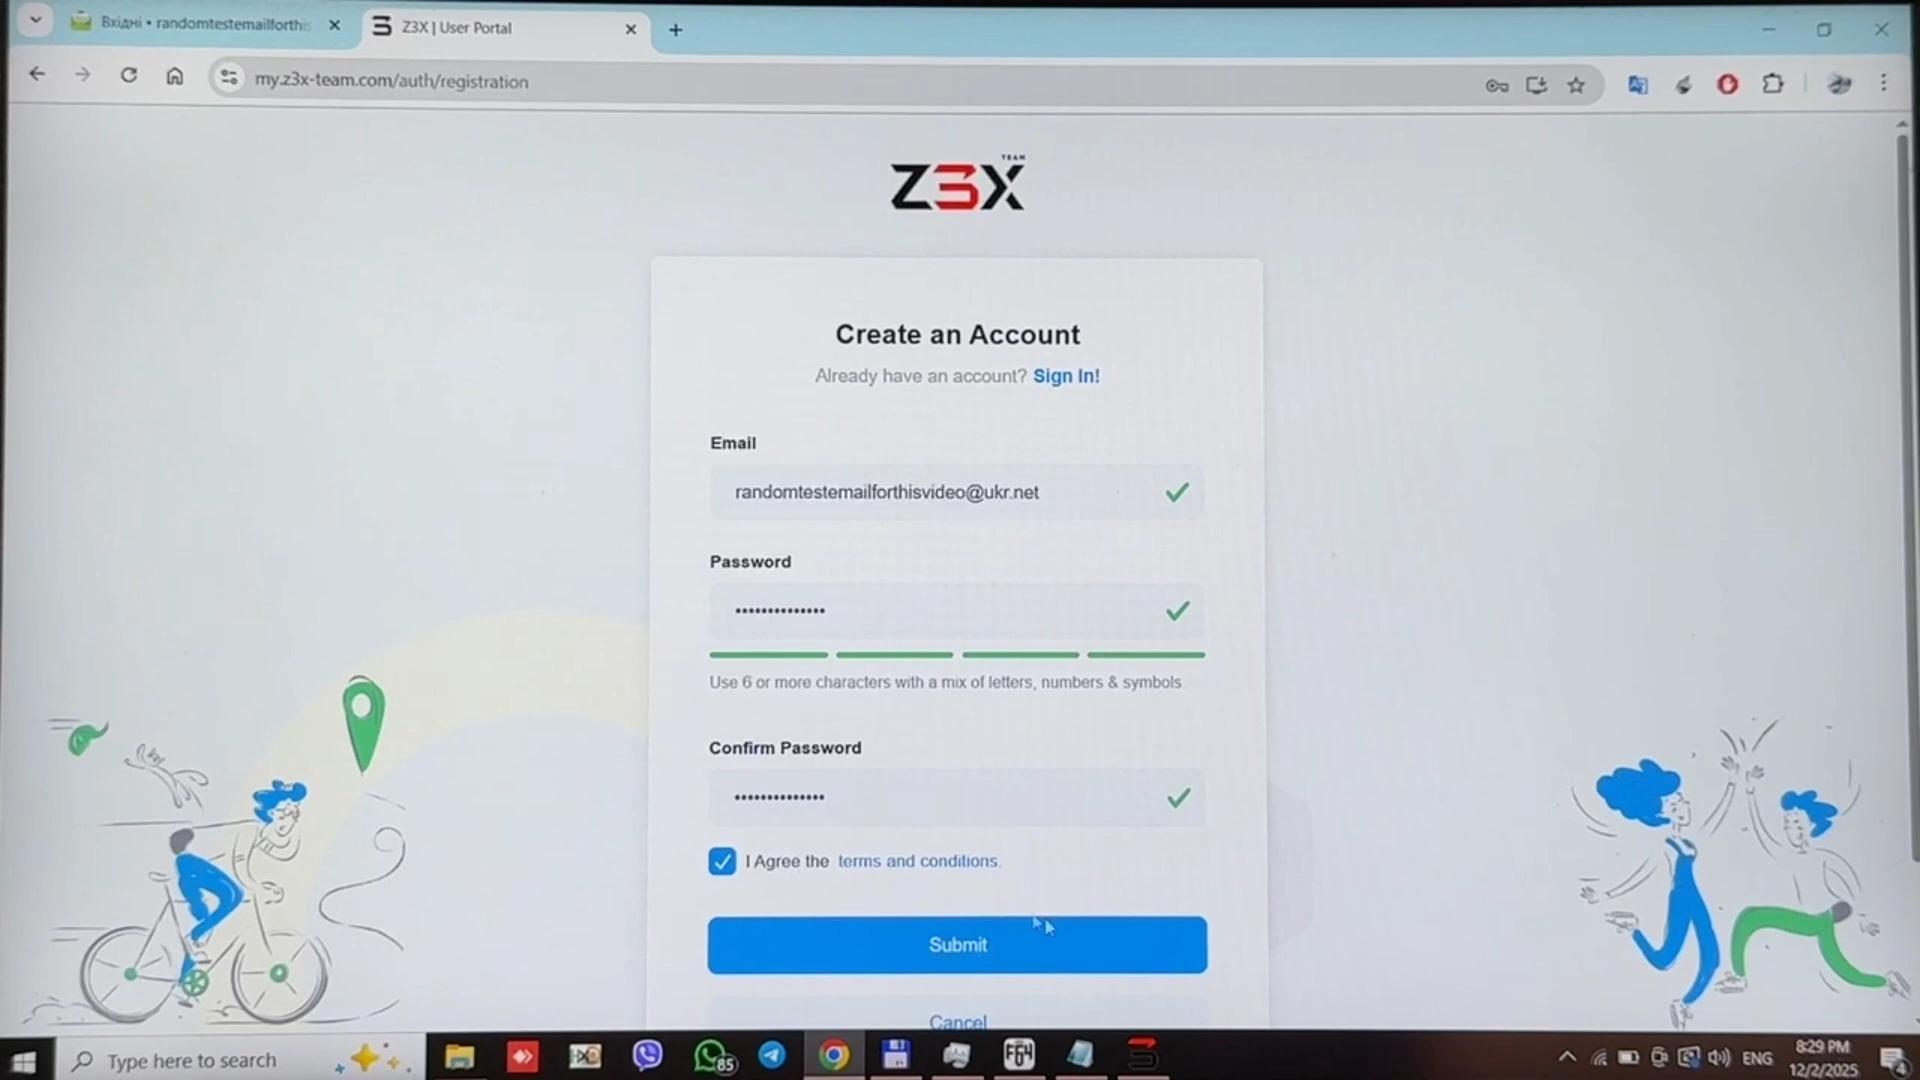 Вхідні • randomtestemailforthis
Z3X | User Portal
my.z3x-team.com/auth/registration
TEAM
Z3X
Create an Account
Already have an account? Sign In!
Email
randomtestemailforthisvideo@ukr.net
Password
••••••••••••••
Use 6 or more characters with a mix of letters, numbers & symbols.
Confirm Password
••••••••••••••
I Agree the terms and conditions.
Submit
Cancel
Type here to search
85
F64
ENG
8:29 PM
12/2/2025
4